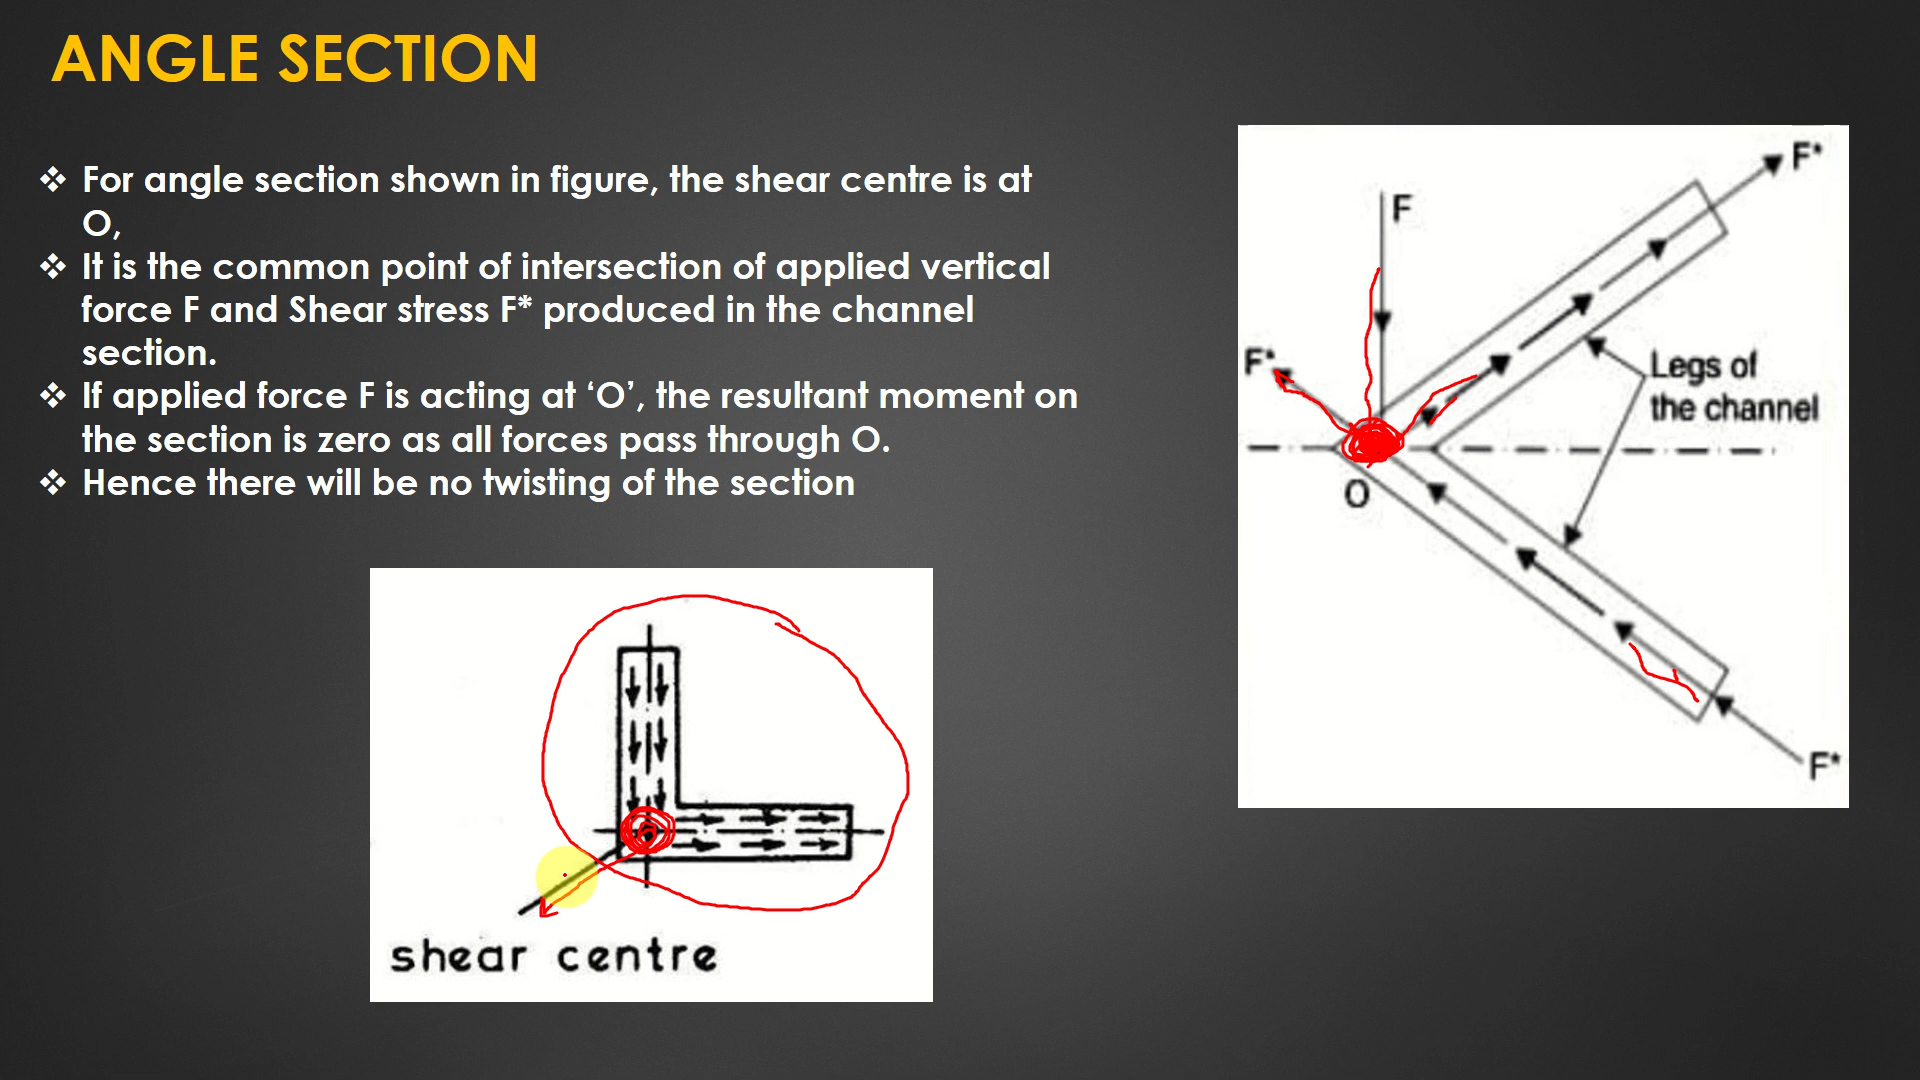 ANGLE SECTION
❖ For angle section shown in figure, the shear centre is at
O,
❖ It is the common point of intersection of applied vertical
force F and Shear stress F* produced in the channel
section.
❖ If applied force F is acting at ‘O’, the resultant moment on
the section is zero as all forces pass through O.
❖ Hence there will be no twisting of the section
F*
F
F*
Legs of
the channel
O
F*
shear centre